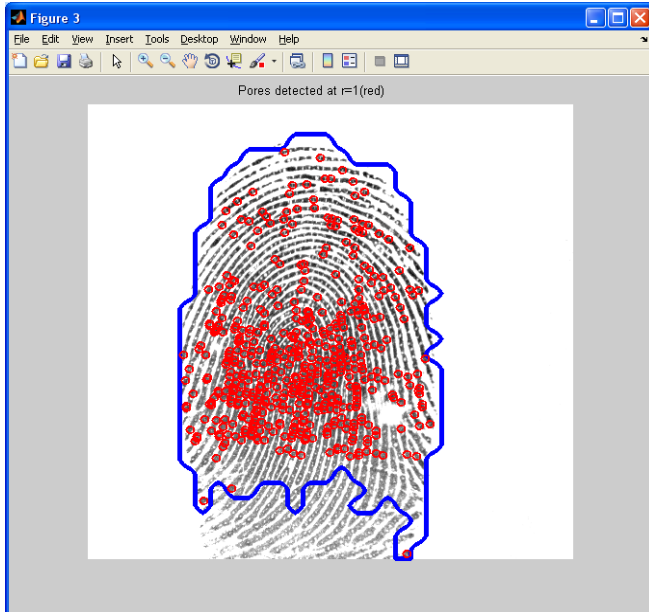 Figure 3
File Edit View Insert Tools Desktop Window Help
Pores detected at r=1(red)